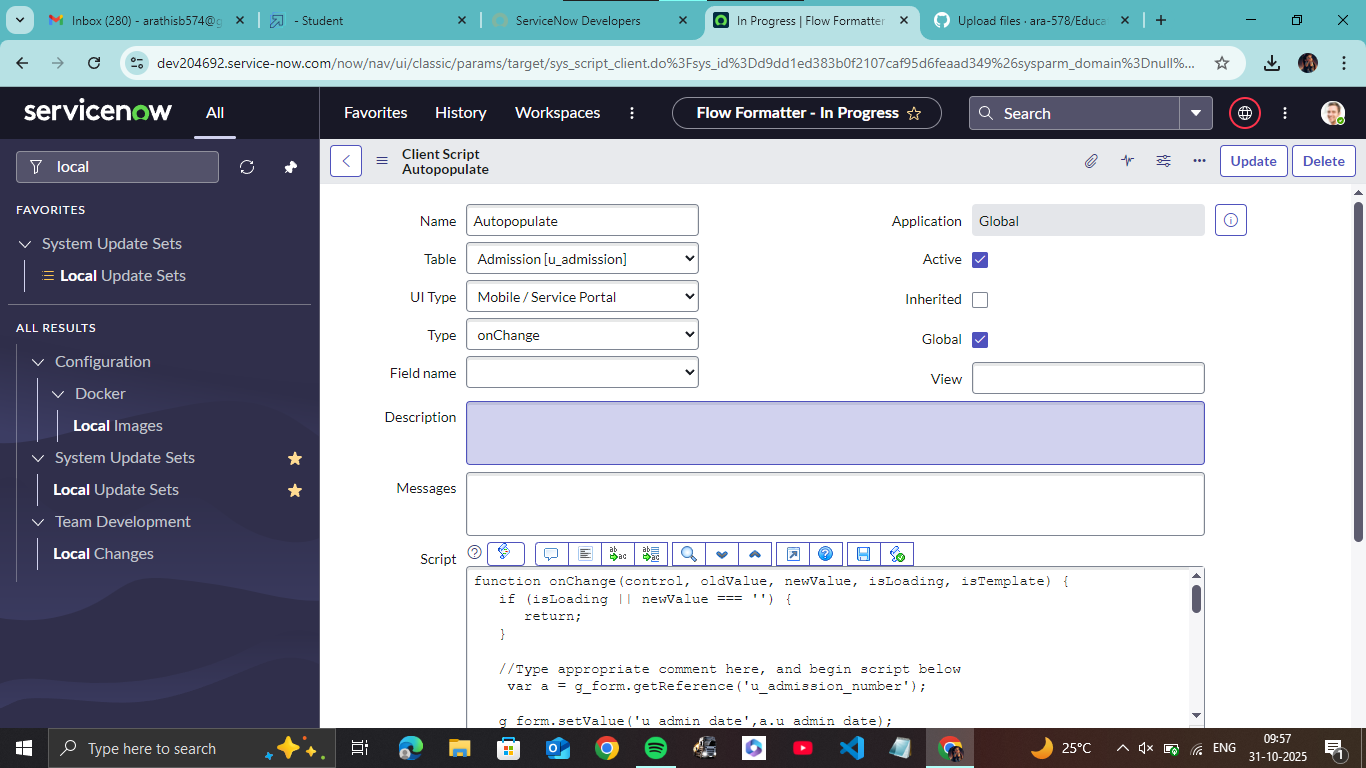 Inbox (280) - arathisb574@g
- Student
ServiceNow Developers
In Progress | Flow Formatter
Upload files · ara-578/Educa
dev204692.service-now.com/now/nav/ui/classic/params/target/sys_script_client.do%3Fsys_id%3Dd9dd1ed383b0f2107caf95d6feaad349%26sysparm_domain%3Dnull%...
servicenow
All
Favorites
History
Workspaces
Flow Formatter - In Progress
Search
local
FAVORITES
System Update Sets
Local Update Sets
ALL RESULTS
Configuration
Docker
Local Images
System Update Sets
Local Update Sets
Team Development
Local Changes
Client Script
Autopopulate
Update
Delete
Name
Autopopulate
Application
Global
Table
Admission [u_admission]
Active
UI Type
Mobile / Service Portal
Inherited
Type
onChange
Global
Field name
View
Description
Messages
Script
function onChange(control, oldValue, newValue, isLoading, isTemplate) {
if (isLoading || newValue === '') {
return;
}
//Type appropriate comment here, and begin script below
var a = g_form.getReference('u_admission_number');
g_form.setValue('u_admin_date',a.u_admin_date);
Type here to search
25°C
ENG
09:57
31-10-2025
1